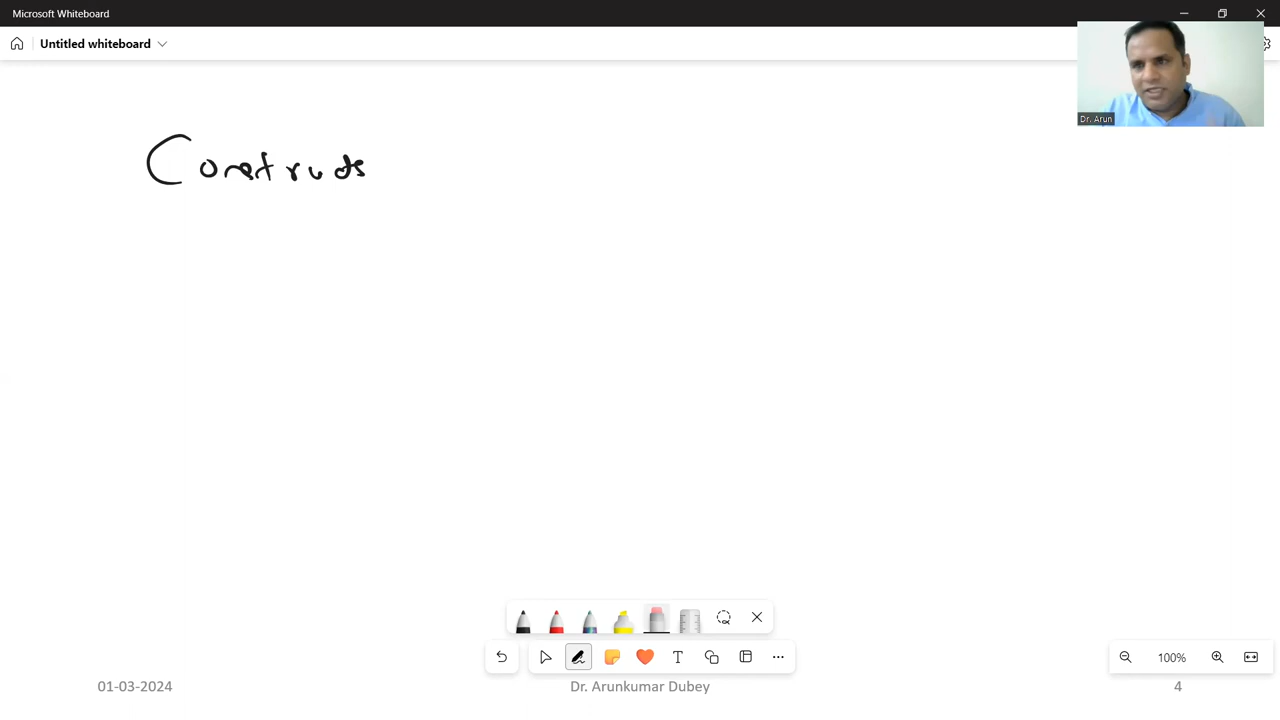 Microsoft Whiteboard
Untitled whiteboard
Dr. Arun
Constructs
100%
01-03-2024
Dr. Arunkumar Dubey
4